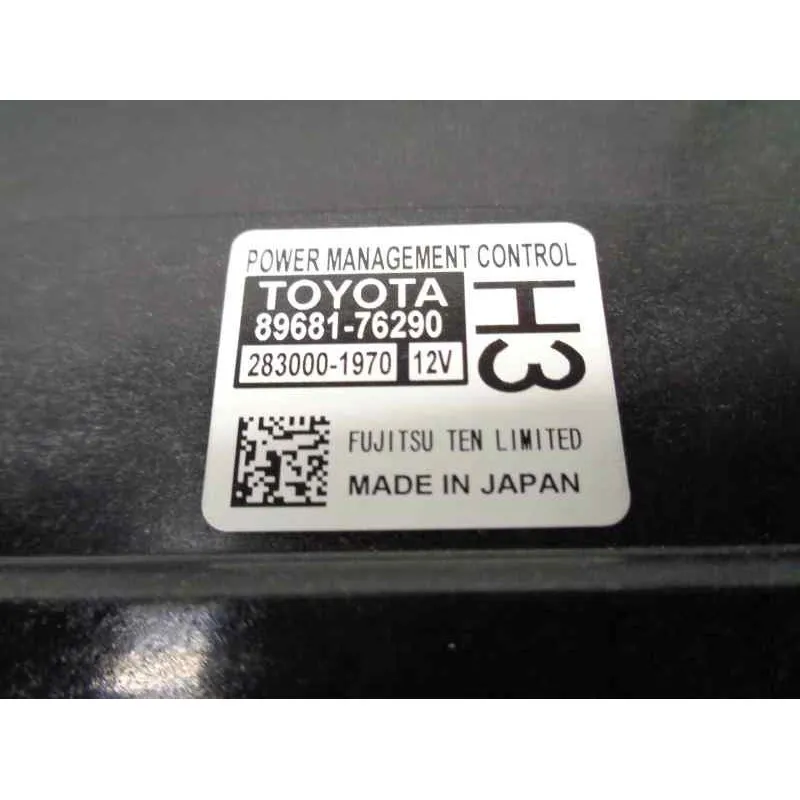 POWER MANAGEMENT CONTROL
TOYOTA
89681-76290
283000-1970 12V
H3
FUJITSU TEN LIMITED
MADE IN JAPAN